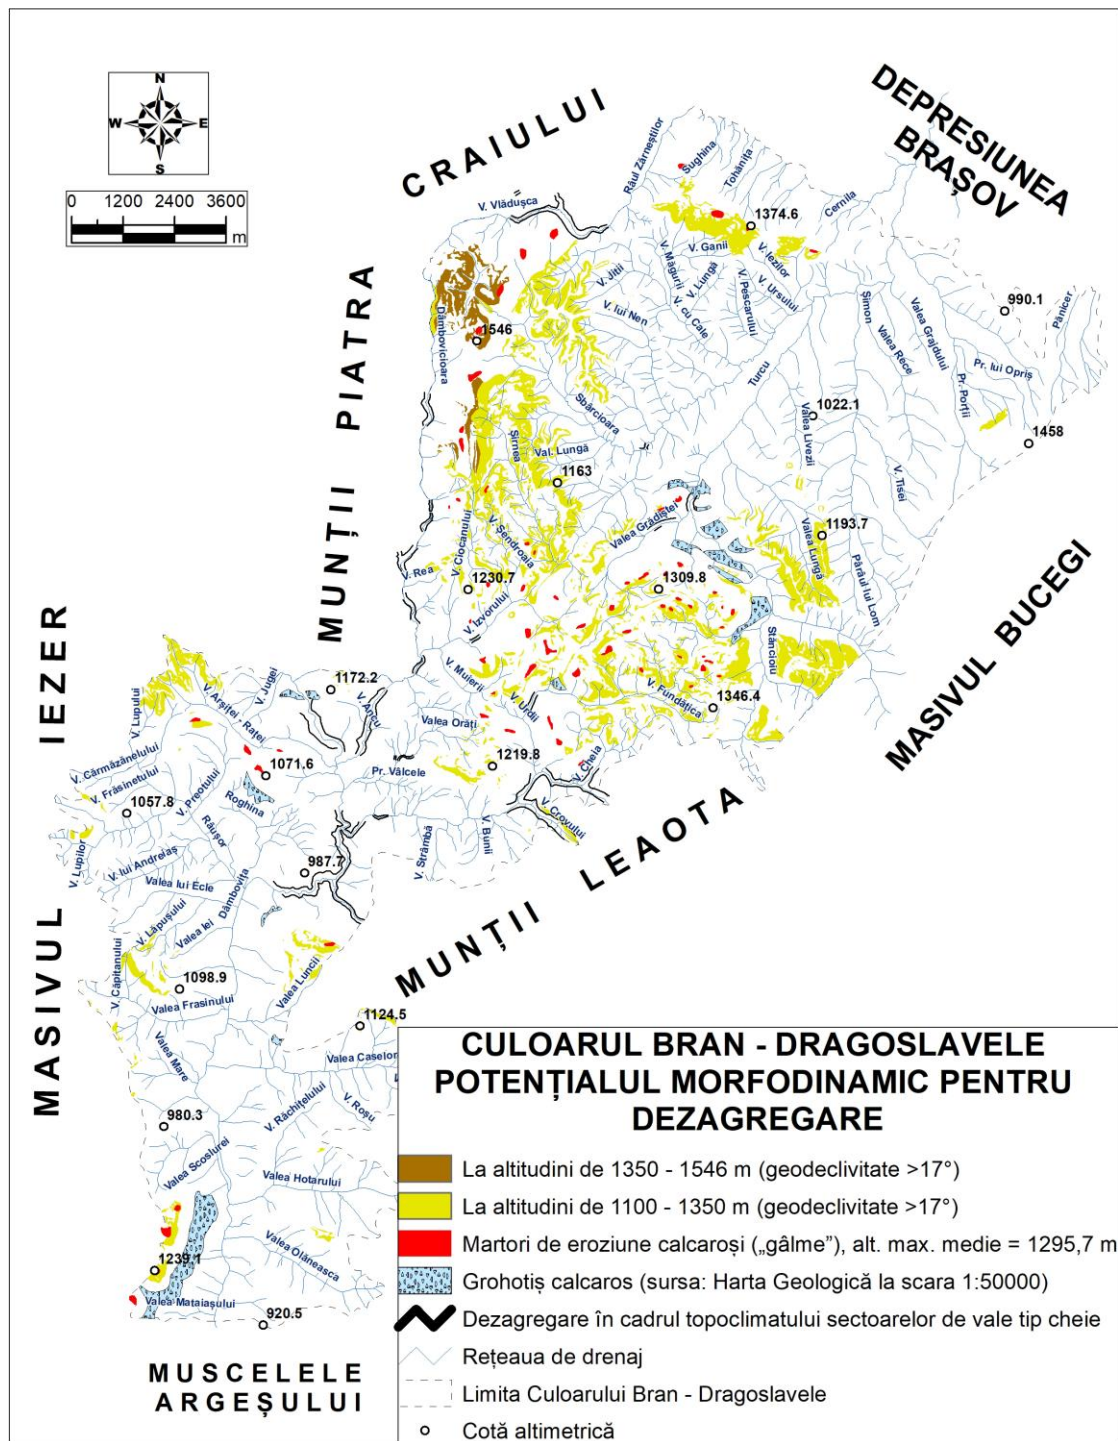 N
W
E
S
0
1200
2400
3600
m
CRAIULUI
DEPRESIUNEA
BRAȘOV
MUNȚII PIATRA
MASIVUL IEZER
MUNȚII LEAOTA
MASIVUL BUCEGI
V. Vlădușca
Râul Zărneștilor
Sughina
Tohănița
Cernila
1374.6
V. Ganii
V. Iezilor
V. Jitii
V. Măgurii
V. Lungă
V. Ursului
V. Pescarului
V. cu Cale
V. lui Nen
Șimon
Valea Rece
Valea Grajdului
990.1
Pănicer
Pr. lui Opriș
Pr. Porții
1546
Dâmbovicioara
Turcu
Sbârcioara
1022.1
Valea Livezii
1458
Șirnea
Val. Lungă
1163
V. Tisei
Valea Grădiștei
V. Șendroaia
V. Ciocanului
1193.7
Valea Lungă
Pârâul lui Lom
V. Rea
1230.7
1309.8
V. Izvorului
Stâncioiu
V. Muierii
V. Fundățica
1346.4
V. Urdii
1172.2
V. Jugei
V. Arșiței
Raței
V. Ancu
Valea Orăți
V. Lupului
V. Cărmăzănelului
V. Frăsinetului
V. Preotului
1071.6
Pr. Vâlcele
1219.8
V. Cheia
Roghina
1057.8
Râușor
V. Crovului
V. Bunii
V. Strâmbă
V. Lupilor
V. lui Andreiaș
987.7
Valea lui Ecle
Dâmbovița
V. Lăpușului
Valea Iei
V. Căpitanului
1098.9
Valea Luncii
Valea Frasinului
1124.5
Valea Caselor
Valea Mare
V. Răchițelului
V. Roșu
980.3
Valea Scoslurei
Valea Hotarului
Valea Olăneasca
1239.1
Valea Mataiașului
920.5
MUSCELELE
ARGEȘULUI
CULOARUL BRAN - DRAGOSLAVELE
POTENȚIALUL MORFODINAMIC PENTRU
DEZAGREGARE
La altitudini de 1350 - 1546 m (geodeclivitate >17°)
La altitudini de 1100 - 1350 m (geodeclivitate >17°)
Martori de eroziune calcaroși („gâlme”), alt. max. medie = 1295,7 m
Grohotiș calcaros (sursa: Harta Geologică la scara 1:50000)
Dezagregare în cadrul topoclimatului sectoarelor de vale tip cheie
Rețeaua de drenaj
Limita Culoarului Bran - Dragoslavele
Cotă altimetrică